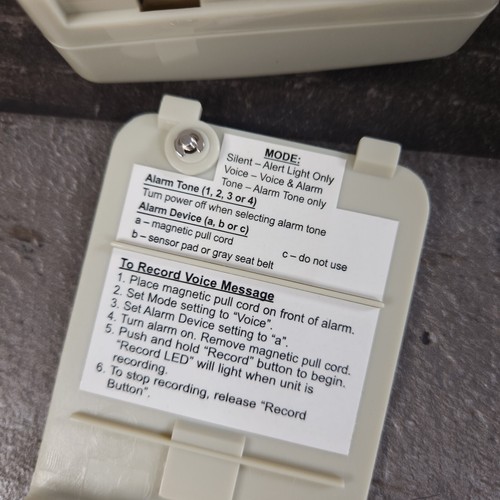 MODE:
Silent – Alert Light Only
Voice – Voice & Alarm
Tone – Alarm Tone only
Alarm Tone (1, 2, 3 or 4)
Turn power off when selecting alarm tone
Alarm Device (a, b or c)
a – magnetic pull cord
b – sensor pad or gray seat belt c – do not use
To Record Voice Message
1. Place magnetic pull cord on front of alarm.
2. Set Mode setting to "Voice".
3. Set Alarm Device setting to "a".
4. Turn alarm on. Remove magnetic pull cord.
5. Push and hold "Record" button to begin.
"Record LED" will light when unit is
recording.
6. To stop recording, release "Record
Button".